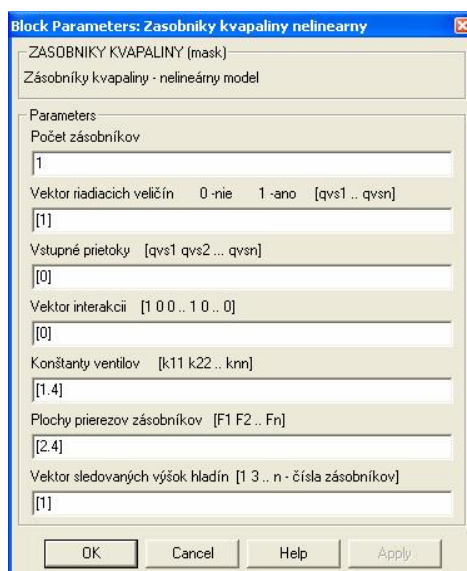 Block Parameters: Zasobniky kvapaliny nelinearny
ZASOBNIKY KVAPALINY (mask)
Zásobníky kvapaliny - nelineárny model
Parameters
Počet zásobníkov
1
Vektor riadiacich veličín 0 -nie 1 -ano [qvs1 .. qvsn]
[1]
Vstupné prietoky [qvs1 qvs2 ... qvsn]
[0]
Vektor interakcii [1 0 0 .. 1 0 .. 0]
[0]
Konštanty ventilov [k11 k22 .. knn]
[1.4]
Plochy prierezov zásobníkov [F1 F2 .. Fn]
[2.4]
Vektor sledovaných výšok hladín [1 3 .. n - čísla zásobníkov]
[1]
OK Cancel Help Apply